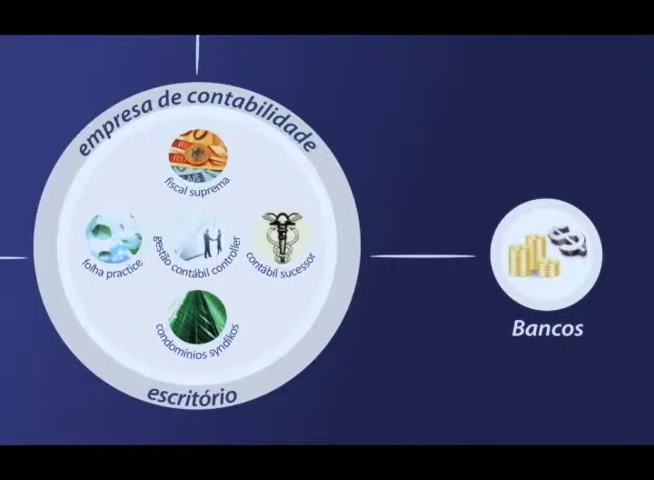 empresa de contabilidade
fiscal suprema
folha practice
gestão contábil controller
contábil sucessor
condomínios syndikos
escritório
Bancos